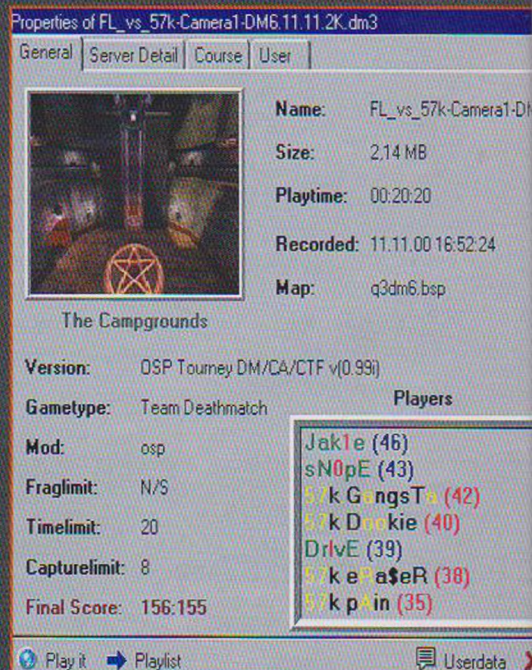 Properties of FL_vs_57k-Camera1-DM6.11.11.2K.dm3
General Server Detail Course User
Name: FL_vs_57k-Camera1-D
Size: 2,14 MB
Playtime: 00:20:20
Recorded: 11.11.00 16:52:24
Map: q3dm6.bsp
The Campgrounds
Version: OSP Tourney DM/CA/CTF v(0.99i)
Gametype: Team Deathmatch
Mod: osp
Fraglimit: N/S
Timelimit: 20
Capturelimit: 8
Final Score: 156:155
Players
Jak1e (46)
sN0pE (43)
57k GangsTa (42)
57k Dookie (40)
DrIvE (39)
57k ePa$eR (38)
57k pAin (35)
Play it Playlist Userdata